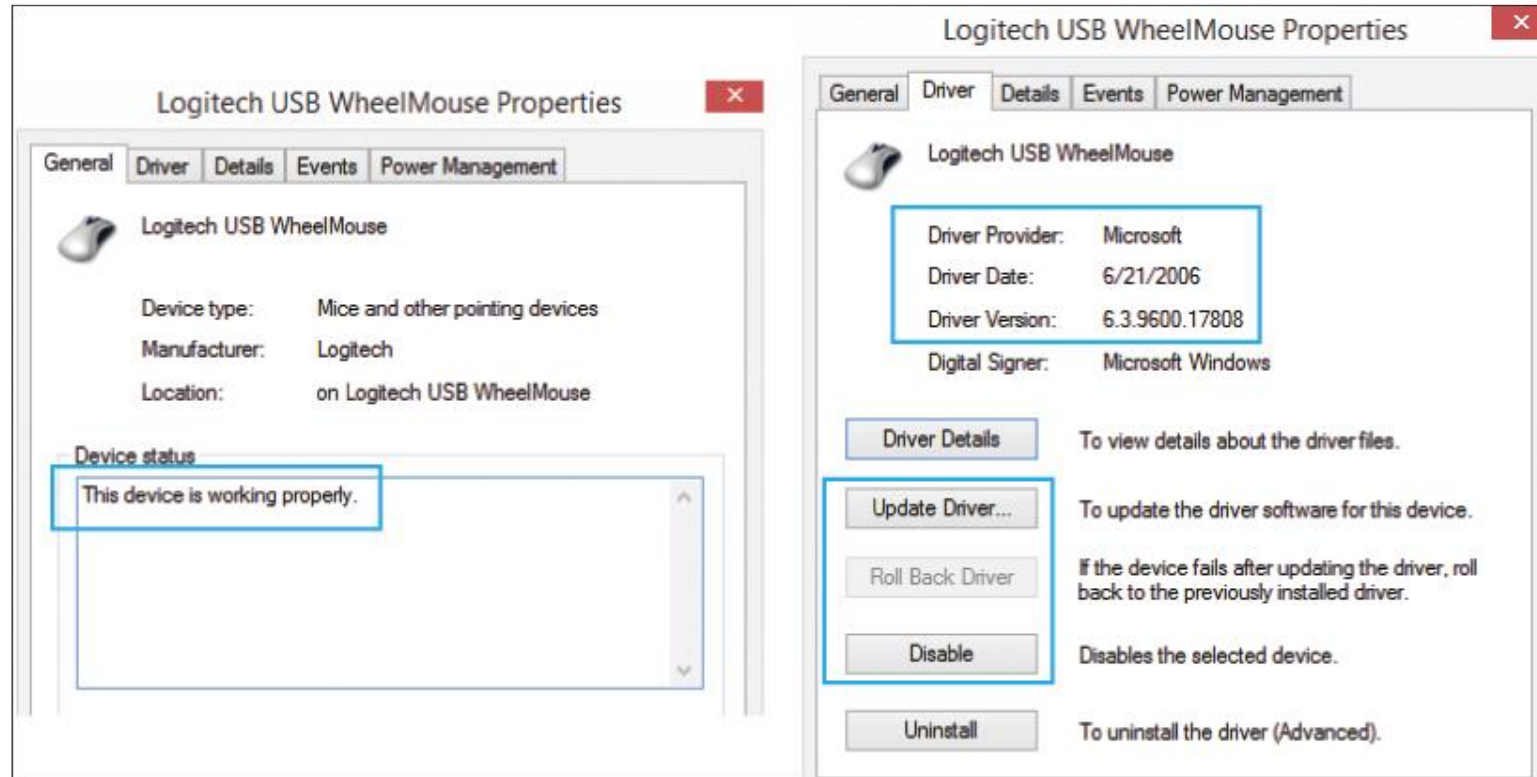 Logitech USB WheelMouse Properties
General Driver Details Events Power Management
Logitech USB WheelMouse
Device type: Mice and other pointing devices
Manufacturer: Logitech
Location: on Logitech USB WheelMouse
Device status
This device is working properly.
Logitech USB WheelMouse Properties
General Driver Details Events Power Management
Logitech USB WheelMouse
Driver Provider: Microsoft
Driver Date: 6/21/2006
Driver Version: 6.3.9600.17808
Digital Signer: Microsoft Windows
Driver Details To view details about the driver files.
Update Driver... To update the driver software for this device.
Roll Back Driver If the device fails after updating the driver, roll
back to the previously installed driver.
Disable Disables the selected device.
Uninstall To uninstall the driver (Advanced).